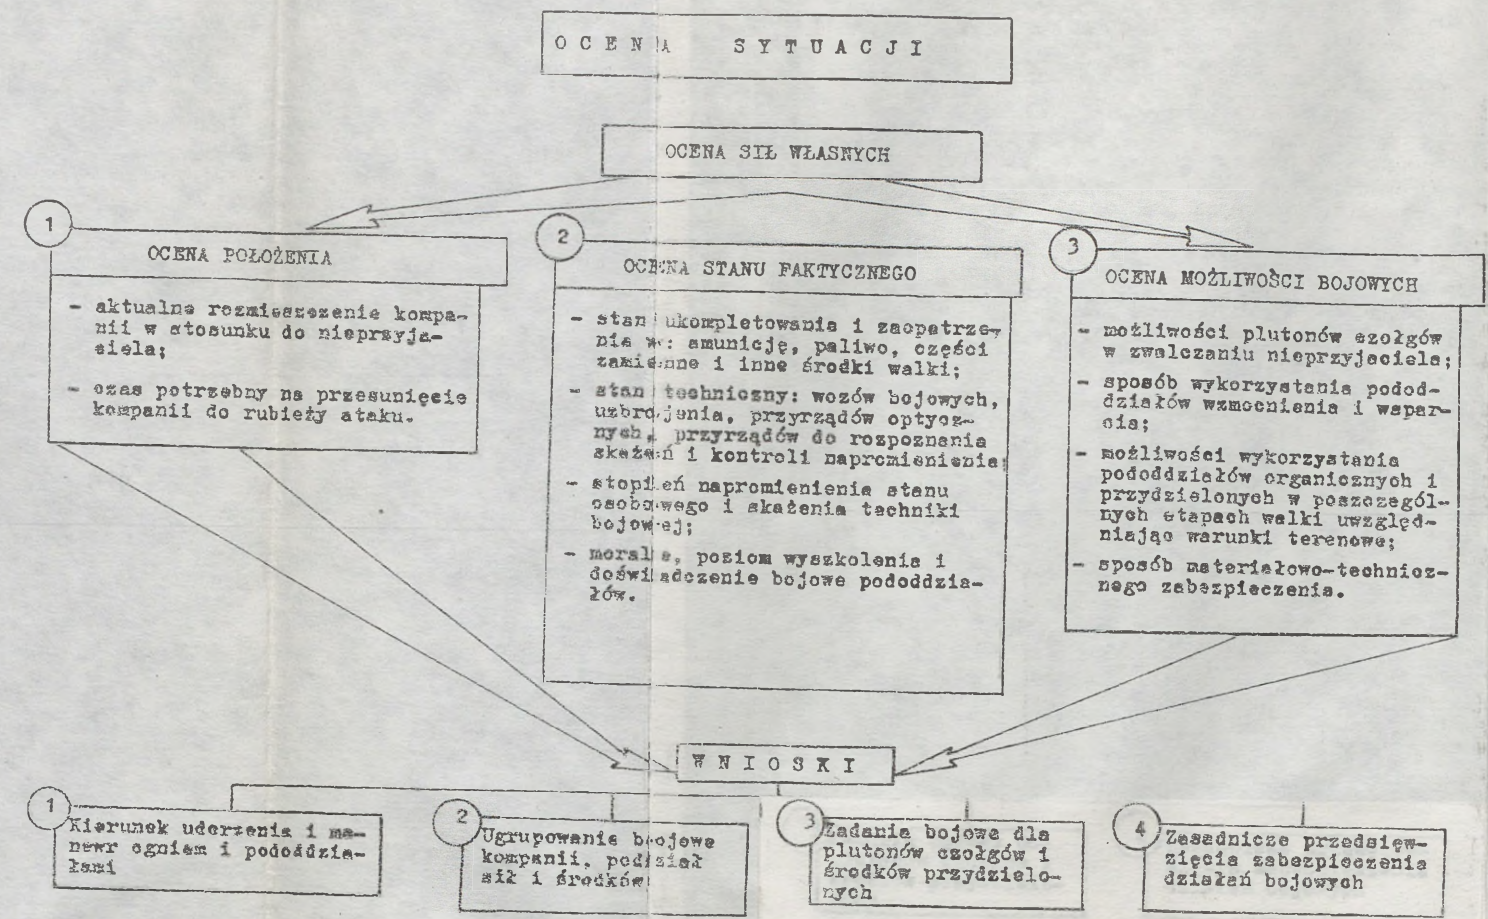 OCENA SYTUACJI
OCENA SIŁ WŁASNYCH
1
OCENA POŁOŻENIA
- aktualne rozmieszczenie kompa-
nii w stosunku do nieprzyja-
ciela;
- czas potrzebny na przesunięcie
kompanii do rubieży ataku.
2
OCENA STANU FAKTYCZNEGO
- stan ukompletowania i zaopatrze-
nia w: amunicję, paliwo, części
zamienne i inne środki walki;
- stan techniczny: wozów bojowych,
uzbrojenia, przyrządów optycz-
nych, przyrządów do rozpoznania
skażeń i kontroli napromienienia;
- stopień napromienienia stanu
osobowego i skażenia techniki
bojowej;
- morale, poziom wyszkolenia i
doświadczenie bojowe pododdzia-
łów.
3
OCENA MOŻLIWOŚCI BOJOWYCH
- możliwości plutonów czołgów
w zwalczaniu nieprzyjaciela;
- sposób wykorzystania podod-
działów wzmocnienia i wspar-
cia;
- możliwości wykorzystania
pododdziałów organicznych i
przydzielonych w poszczegól-
nych etapach walki uwzględ-
niając warunki terenowe;
- sposób materiałowo-technicz-
nego zabezpieczenia.
WNIOSKI
1
Kierunek uderzenia i ma-
newr ogniem i pododdzia-
łami
2
Ugrupowanie bojowe
kompanii, podział
sił i środków
3
Zadania bojowe dla
plutonów czołgów i
środków przydzielo-
nych
4
Zasadnicze przedsięw-
zięcia zabezpieczenia
działań bojowych